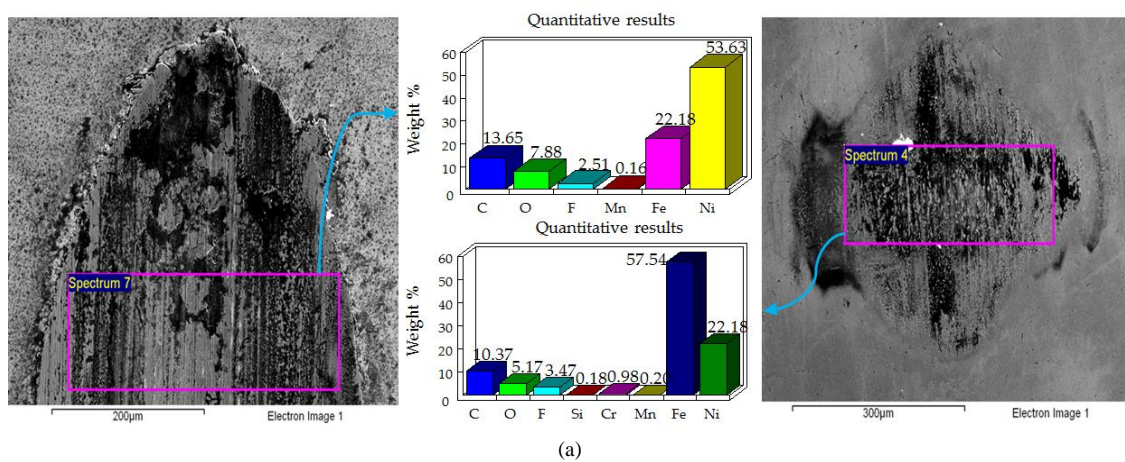 Spectrum 7
200µm
Electron Image 1
Quantitative results
Weight %
60
50
40
30
20
10
0
13.65
7.88
2.51
0.16
22.18
53.63
C O F Mn Fe Ni
Quantitative results
Weight %
60
50
40
30
20
10
0
10.37
5.17
3.47
0.18
0.98
0.20
57.54
22.18
C O F Si Cr Mn Fe Ni
Spectrum 4
300µm
Electron Image 1
(a)